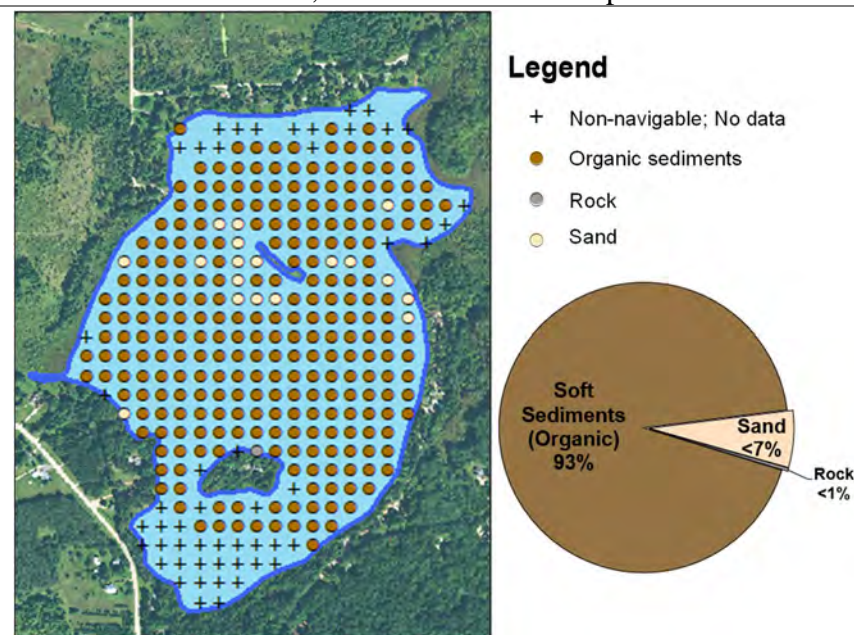 Legend
Non-navigable; No data
Organic sediments
Rock
Sand
Soft
Sediments
(Organic)
93%
Sand
<7%
Rock
<1%